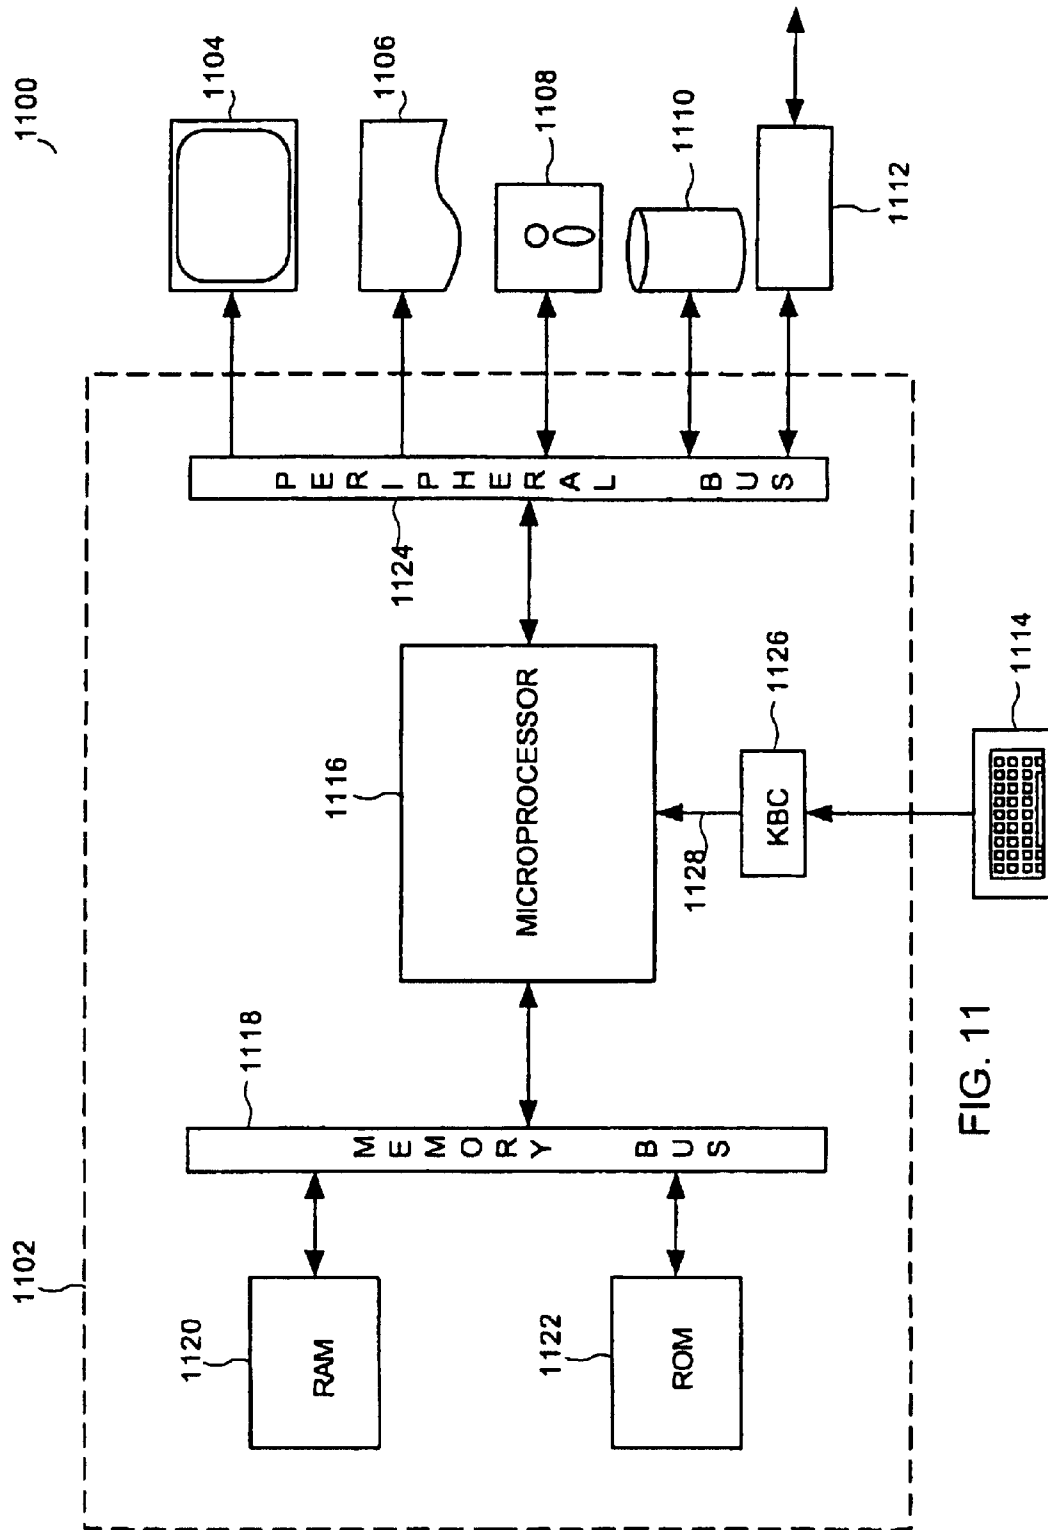 1100
1102
1104
1106
1108
1110
1112
1118
1120
RAM
1122
ROM
MEMORY BUS
1116
MICROPROCESSOR
1124
PERIPHERAL BUS
1128
KBC
1126
1114
FIG. 11